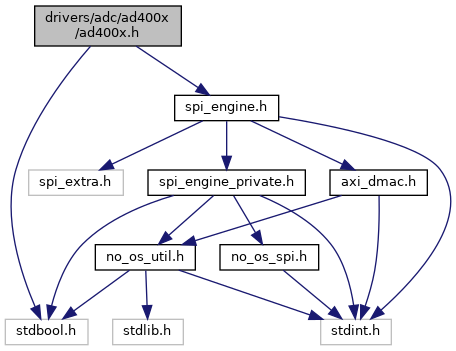 drivers/adc/ad400x
/ad400x.h
spi_engine.h
spi_extra.h
spi_engine_private.h
axi_dmac.h
no_os_util.h
no_os_spi.h
stdbool.h
stdlib.h
stdint.h